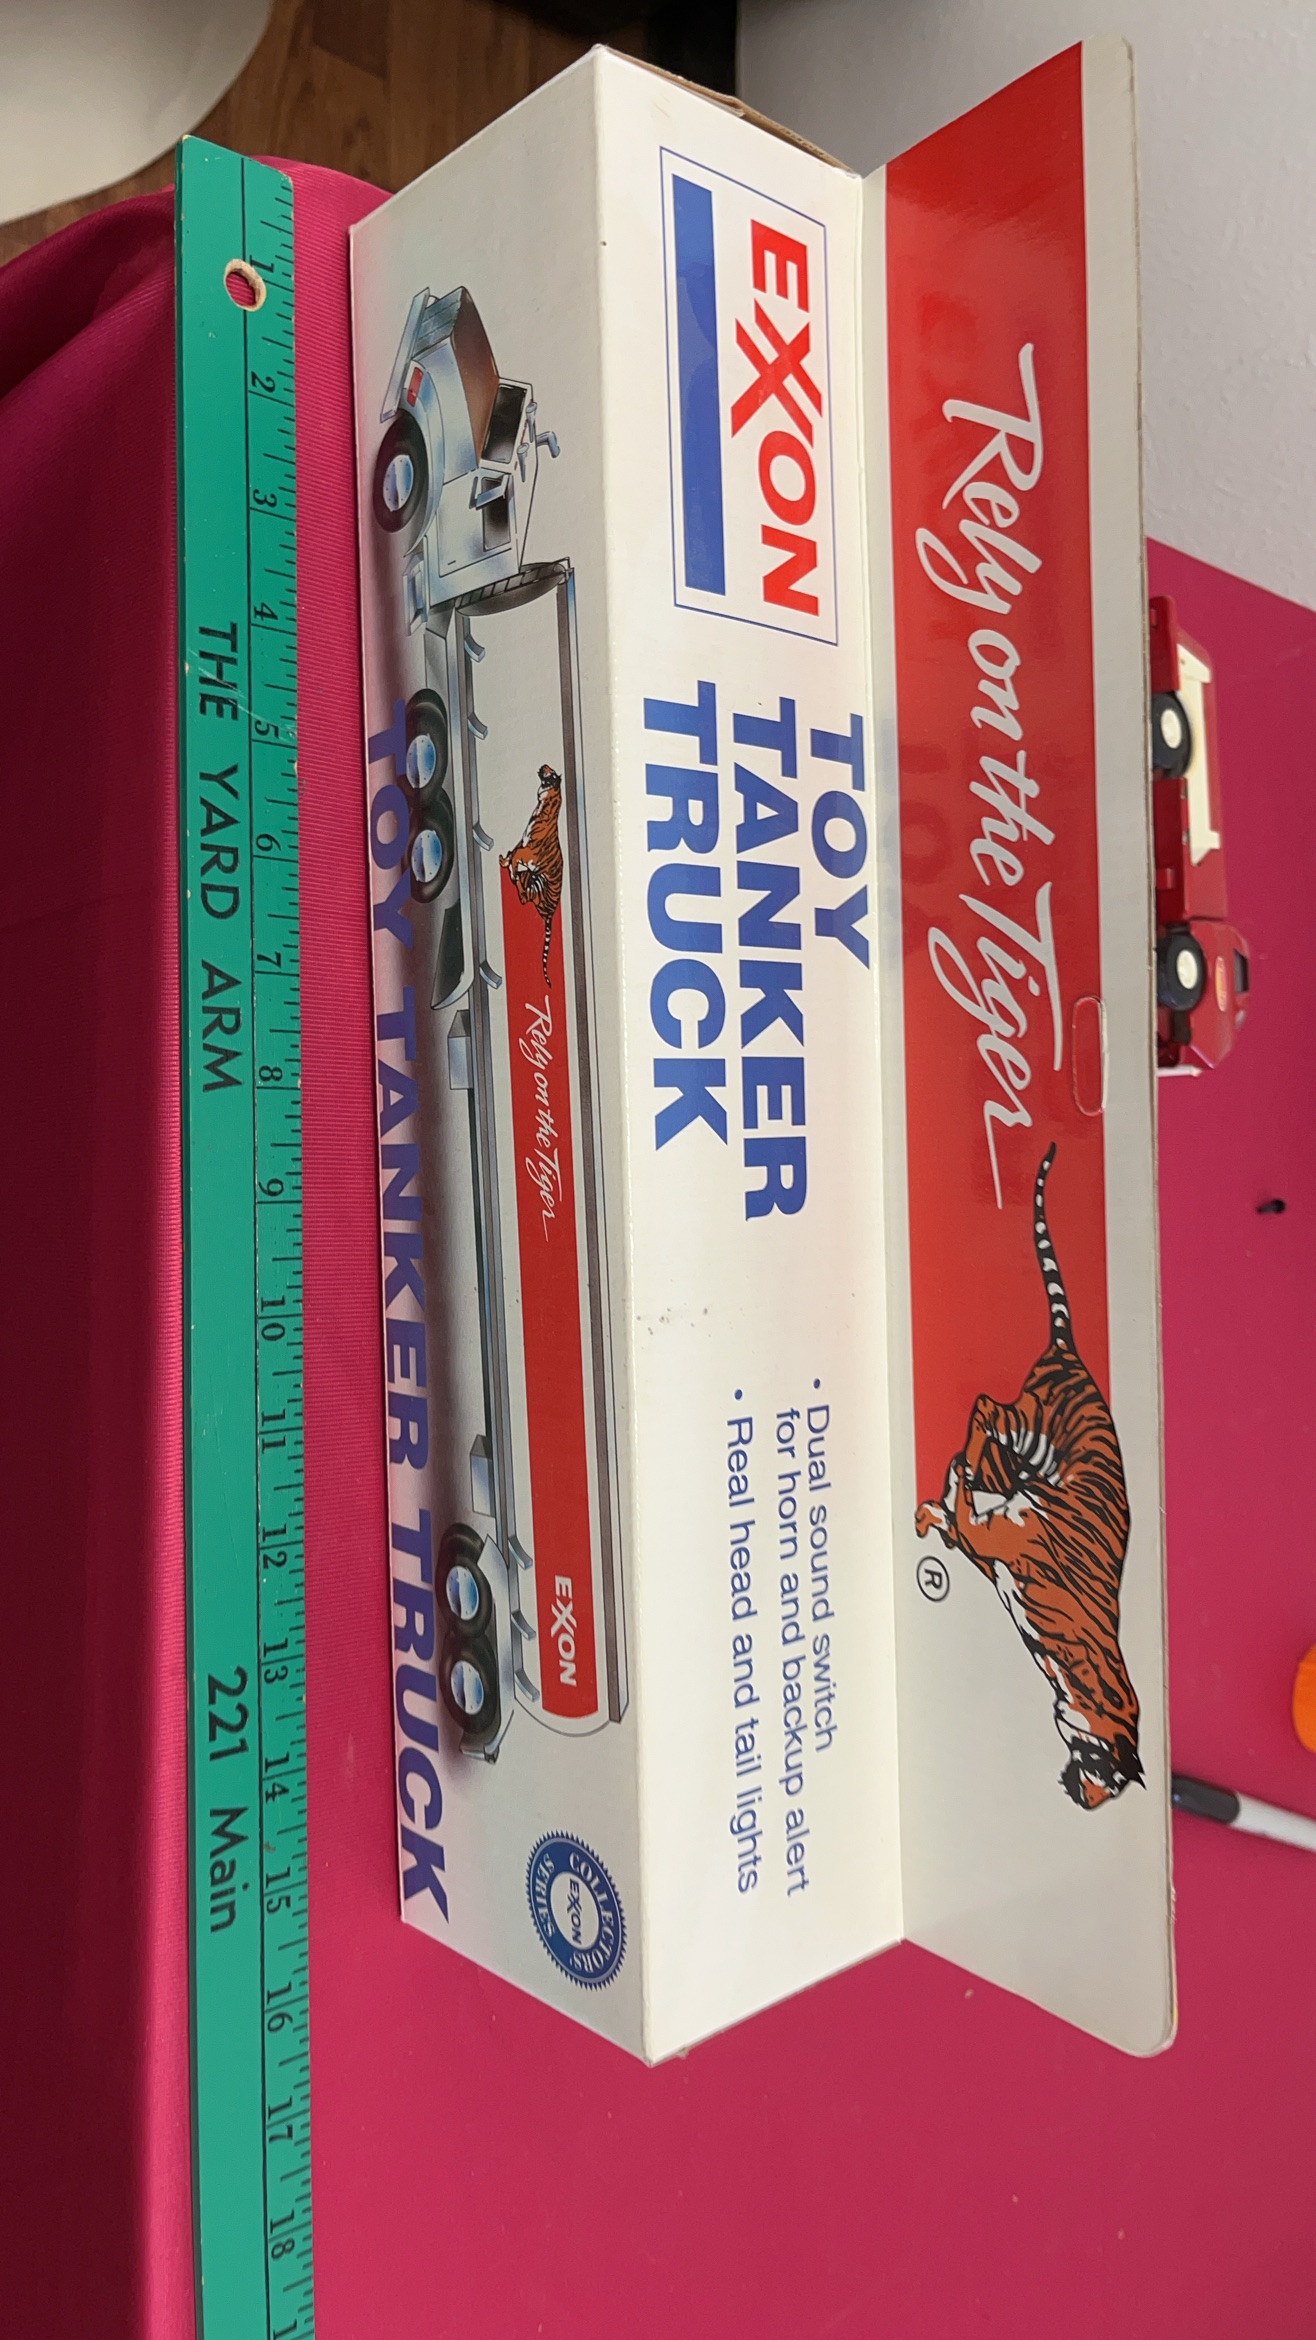 Rely on the Tiger
®
EXXON
TOY
TANKER
TRUCK
• Dual sound switch
for horn and backup alert
• Real head and tail lights
Rely on the Tiger
EXXON
TOY TANKER TRUCK
COLLECTORS'
EXXON
SERIES
1 2 3 4 5 6 7 8 9 10 11 12 13 14 15 16 17 18
THE YARD ARM 221 Main